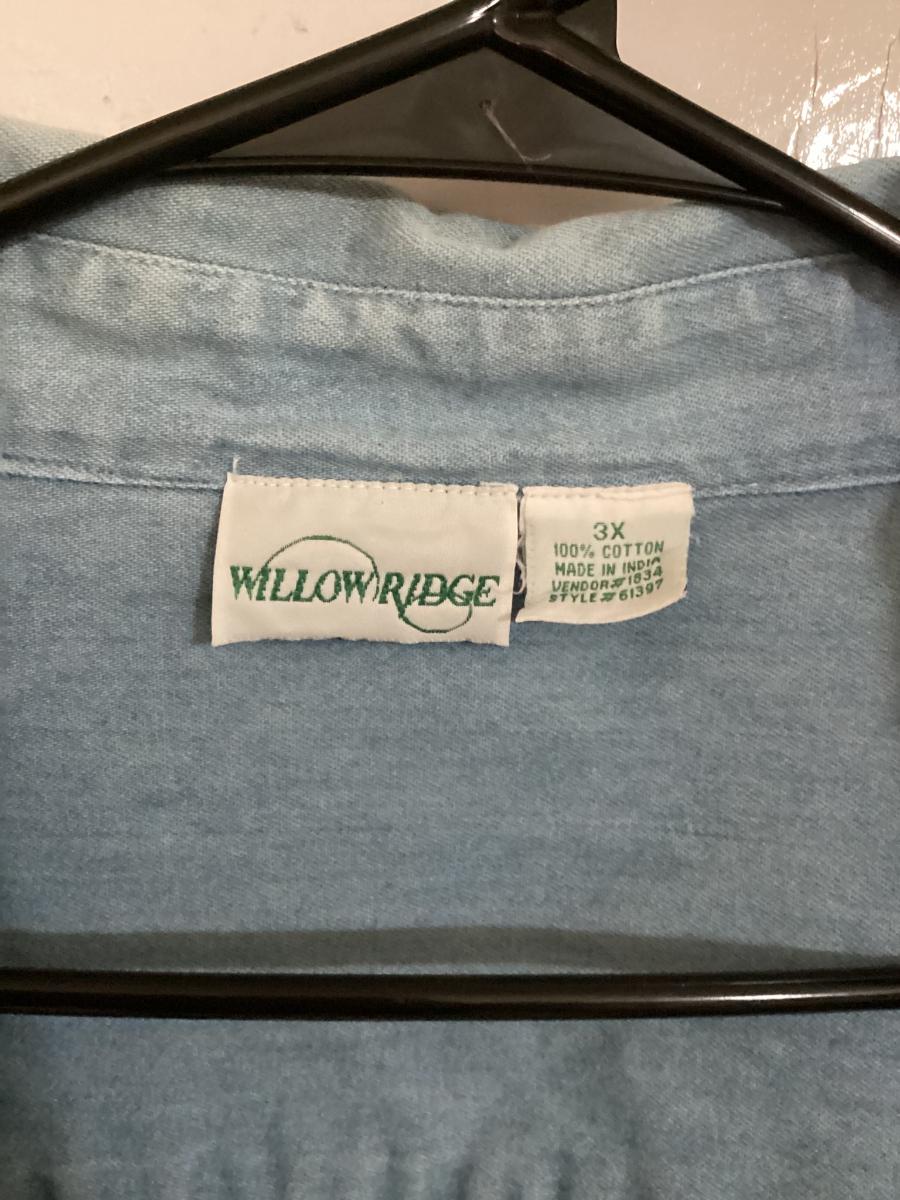 WILLOWRIDGE
3X
100% COTTON
MADE IN INDIA
VENDOR#1834
STYLE#61397